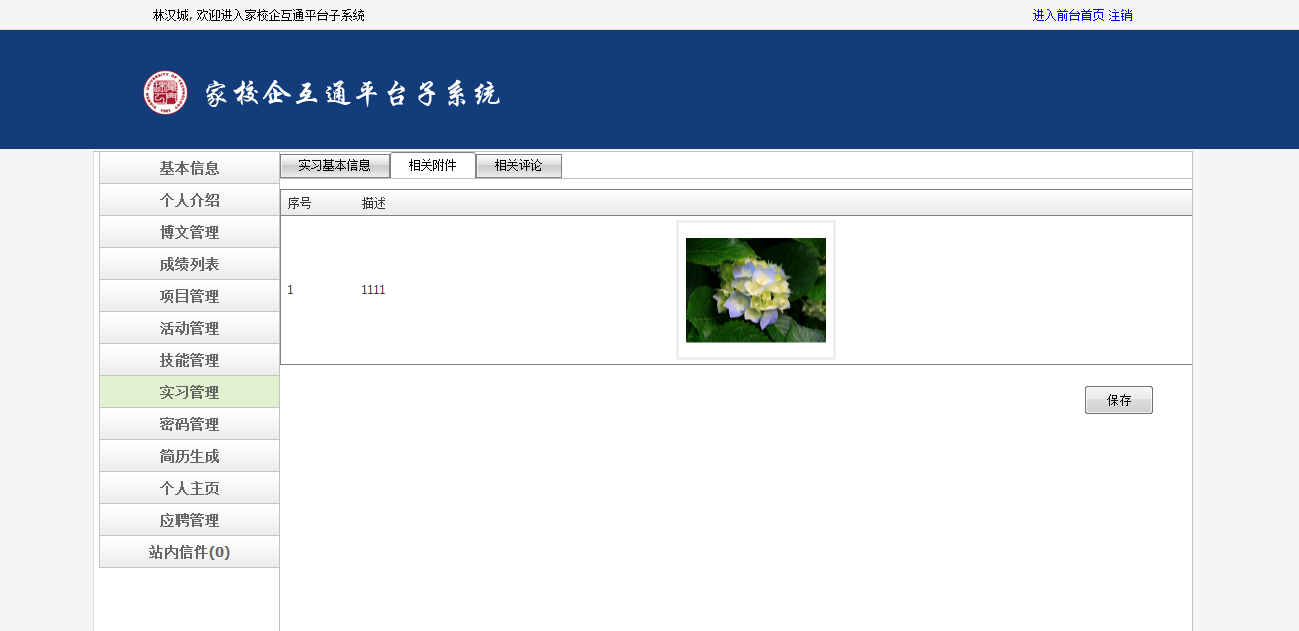 林汉城, 欢迎进入家校企互通平台子系统
进入前台首页 注销
家校企互通平台子系统
基本信息
个人介绍
博文管理
成绩列表
项目管理
活动管理
技能管理
实习管理
密码管理
简历生成
个人主页
应聘管理
站内信件(0)
实习基本信息 相关附件 相关评论
序号 描述
1 1111
保存